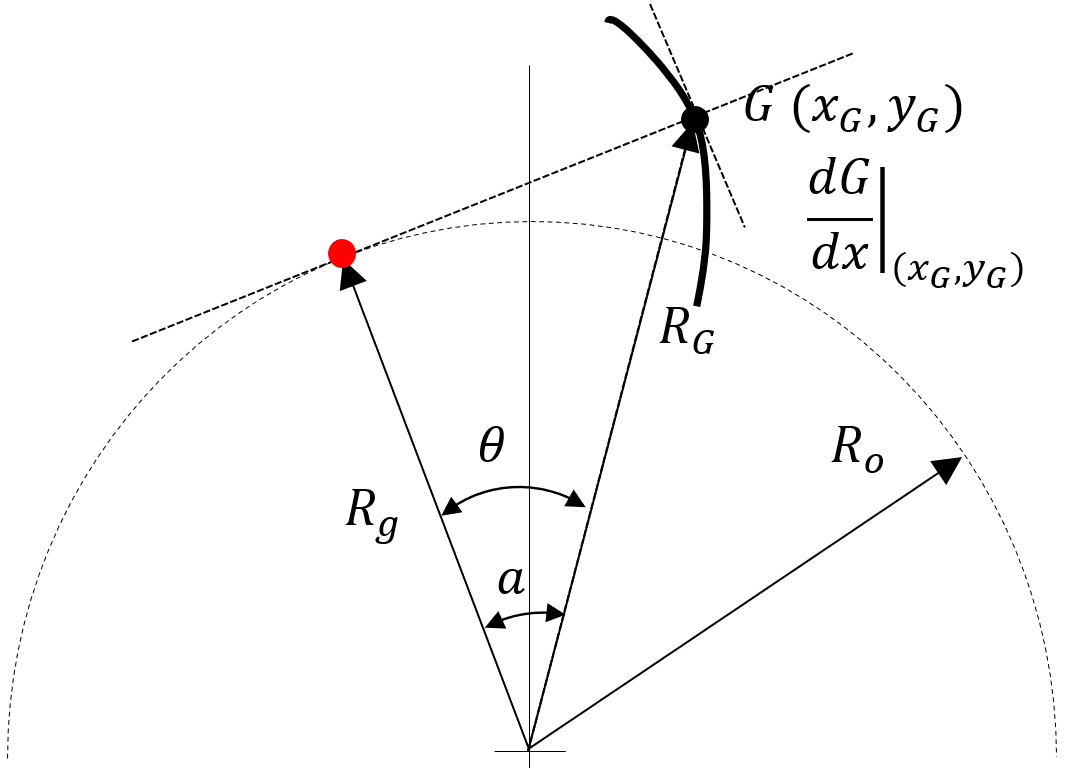 G (x_G, y_G)
dG/dx|_(x_G,y_G)
R_G
θ
R_o
R_g
a